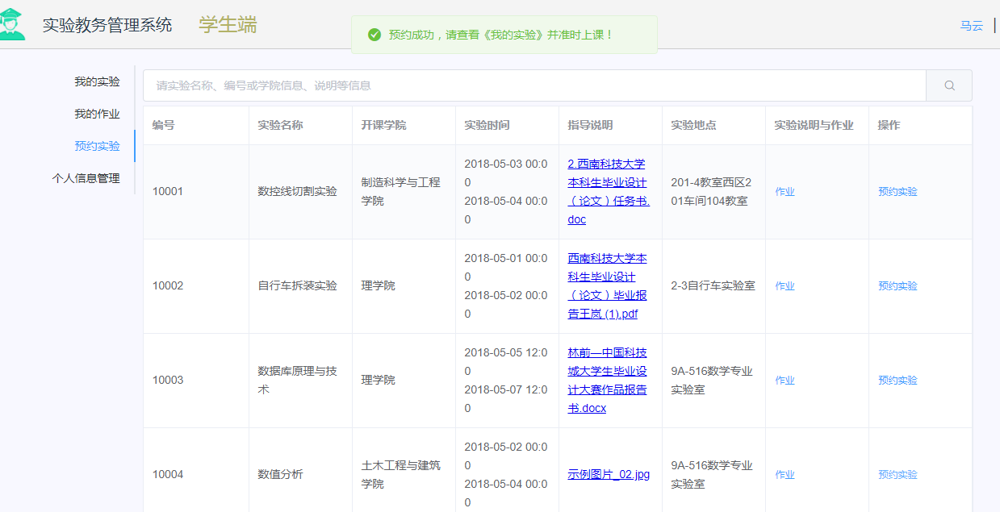 实验教务管理系统 学生端
预约成功，请查看《我的实验》并准时上课！
马云
我的实验
我的作业
预约实验
个人信息管理
请实验名称、编号或学院信息、说明等信息
编号 实验名称 开课学院 实验时间 指导说明 实验地点 实验说明与作业 操作
10001
数控线切割实验
制造科学与工程
学院
2018-05-03 00:0
0
2018-05-04 00:0
0
2.西南科技大学
本科生毕业设计
（论文）任务书.
doc
201-4教室西区2
01车间104教室
作业
预约实验
10002
自行车拆装实验
理学院
2018-05-01 00:0
0
2018-05-02 00:0
0
西南科技大学本
科生毕业设计
（论文）毕业报
告王岚 (1).pdf
2-3自行车实验室
作业
预约实验
10003
数据库原理与技
术
理学院
2018-05-05 12:0
0
2018-05-07 12:0
0
林前—中国科技
城大学生毕业设
计大赛作品报告
书.docx
9A-516数学专业
实验室
作业
预约实验
10004
数值分析
土木工程与建筑
学院
2018-05-02 00:0
0
2018-05-04 00:0
0
示例图片_02.jpg
9A-516数学专业
实验室
作业
预约实验